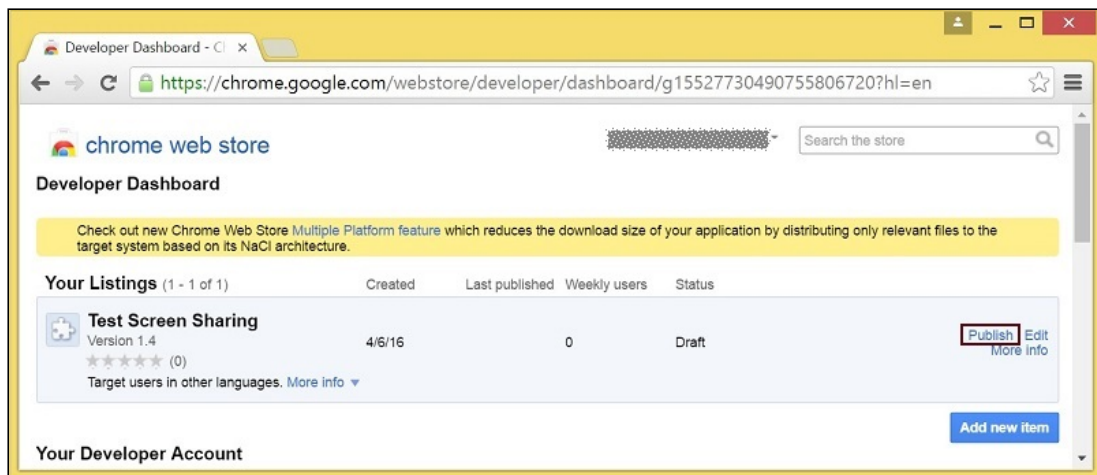 Developer Dashboard - C
https://chrome.google.com/webstore/developer/dashboard/g15527730490755806720?hl=en
chrome web store
Search the store
Developer Dashboard
Check out new Chrome Web Store Multiple Platform feature which reduces the download size of your application by distributing only relevant files to the
target system based on its NaCl architecture.
Your Listings (1 - 1 of 1) Created Last published Weekly users Status
Test Screen Sharing
Version 1.4 4/6/16 0 Draft Publish Edit
(0) More info
Target users in other languages. More info
Add new item
Your Developer Account